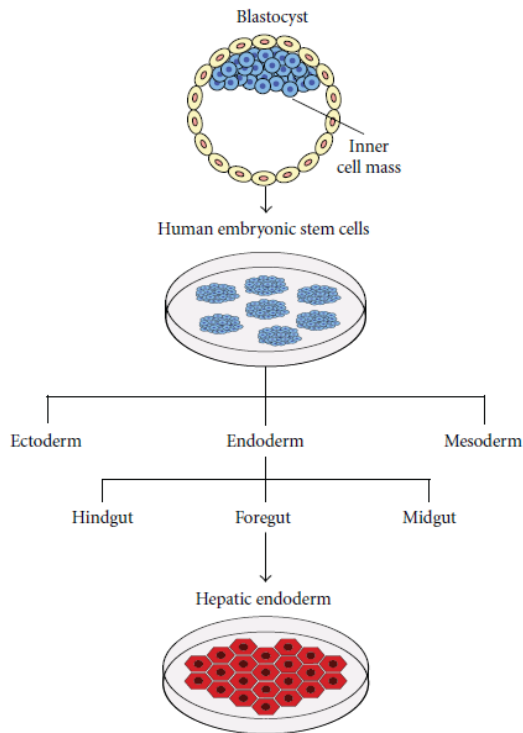 Blastocyst
Inner
cell mass
Human embryonic stem cells
Ectoderm
Endoderm
Mesoderm
Hindgut
Foregut
Midgut
Hepatic endoderm